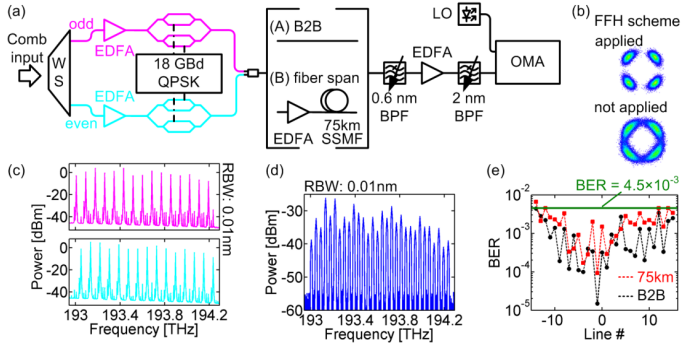 (a)
odd
Comb
input
WS
EDFA
18 GBd
QPSK
EDFA
even
(A) B2B
(B) fiber span
EDFA
75km
SSMF
0.6 nm
BPF
EDFA
2 nm
BPF
LO
OMA
(b)
FFH scheme
applied
not applied
(c)
RBW: 0.01nm
Power [dBm]
0
-20
-40
0
-20
-40
193 193.4 193.8 194.2
Frequency [THz]
(d)
RBW: 0.01nm
Power [dBm]
-30
-40
-50
-60
193 193.4 193.8 194.2
Frequency [THz]
(e)
BER = 4.5×10⁻³
BER
10⁻²
10⁻³
10⁻⁴
10⁻⁵
75km
B2B
-10 0 10
Line #